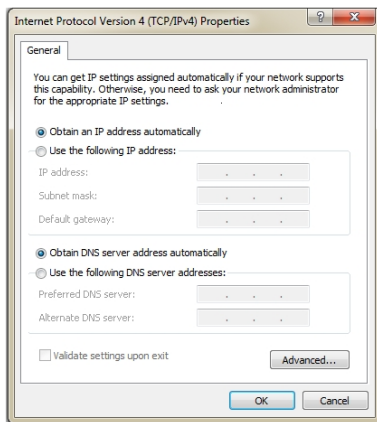 Internet Protocol Version 4 (TCP/IPv4) Properties
General
You can get IP settings assigned automatically if your network supports
this capability. Otherwise, you need to ask your network administrator
for the appropriate IP settings.
Obtain an IP address automatically
Use the following IP address:
IP address:
Subnet mask:
Default gateway:
Obtain DNS server address automatically
Use the following DNS server addresses:
Preferred DNS server:
Alternate DNS server:
Validate settings upon exit
Advanced...
OK Cancel